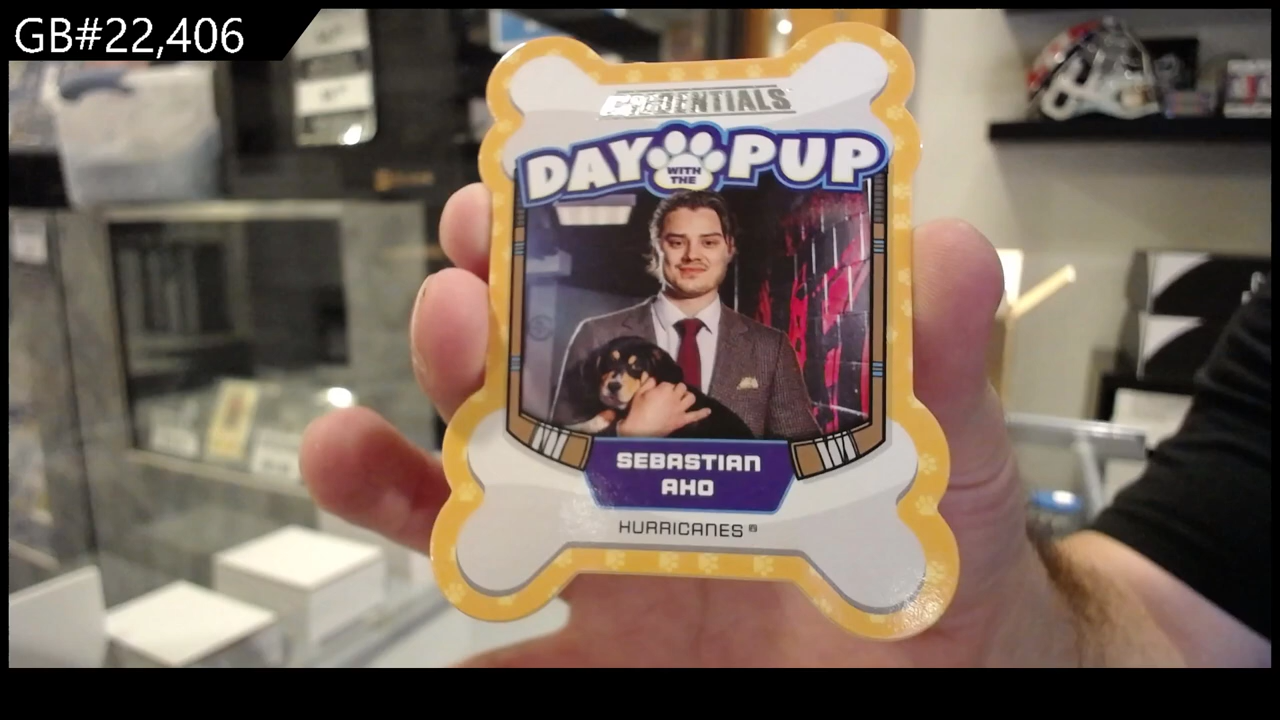 GB#22,406
CREDENTIALS
DAY WITH THE PUP
SEBASTIAN
AHO
HURRICANES